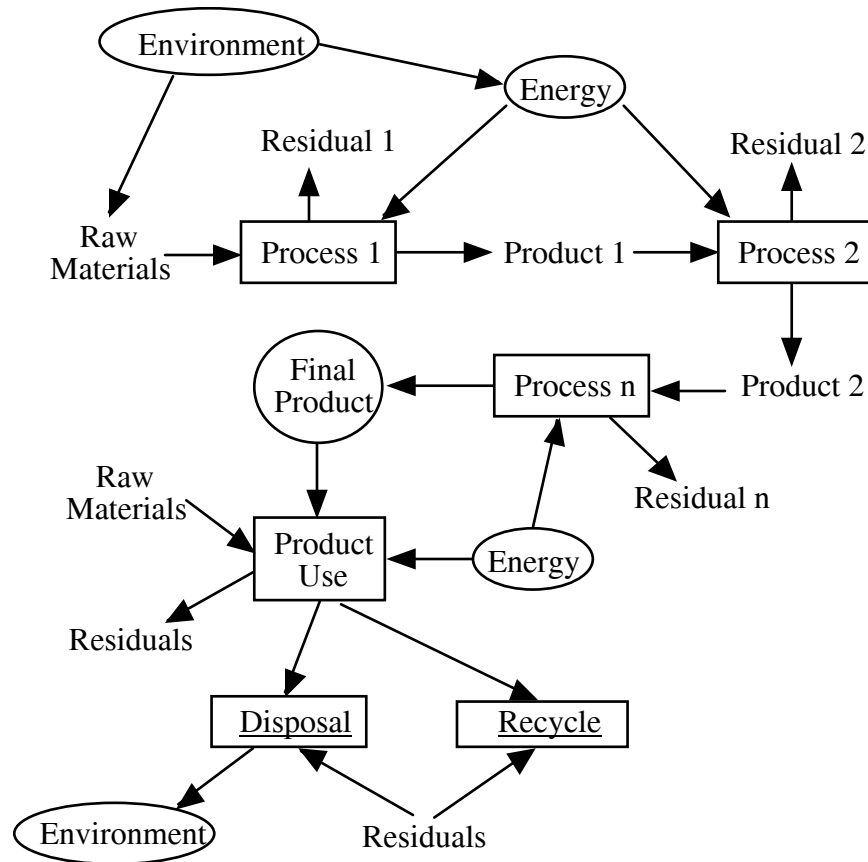 Environment
Energy
Residual 1
Residual 2
Raw
Materials
Process 1
Product 1
Process 2
Final
Product
Process n
Product 2
Raw
Materials
Residual n
Product
Use
Energy
Residuals
Disposal
Recycle
Environment
Residuals